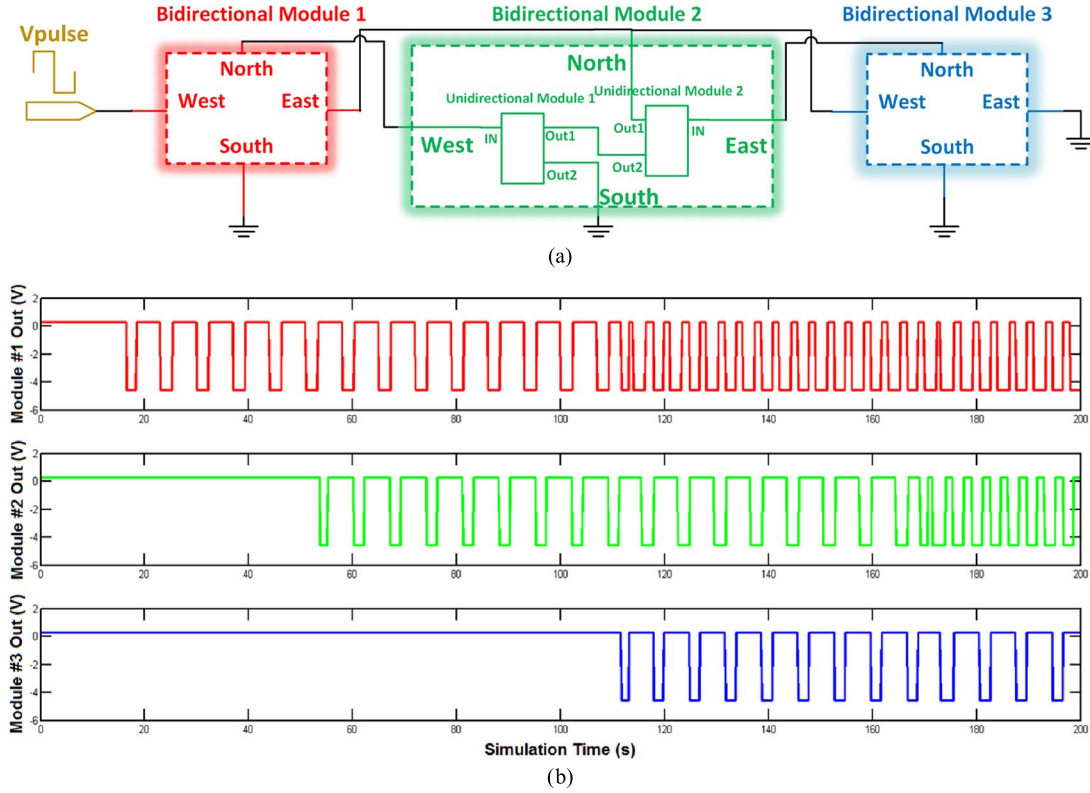 Bidirectional Module 1 Bidirectional Module 2 Bidirectional Module 3
Vpulse
North
West East
South
North
Unidirectional Module 1 Unidirectional Module 2
West IN Out1 Out2
Out1 Out2 IN East
South
North
West East
South
(a)
Module #1 Out (V)
2
0
-2
-4
-6
0 20 40 60 80 100 120 140 160 180 200
Module #2 Out (V)
2
0
-2
-4
-6
0 20 40 60 80 100 120 140 160 180 200
Module #3 Out (V)
2
0
-2
-4
-6
0 20 40 60 80 100 120 140 160 180 200
Simulation Time (s)
(b)